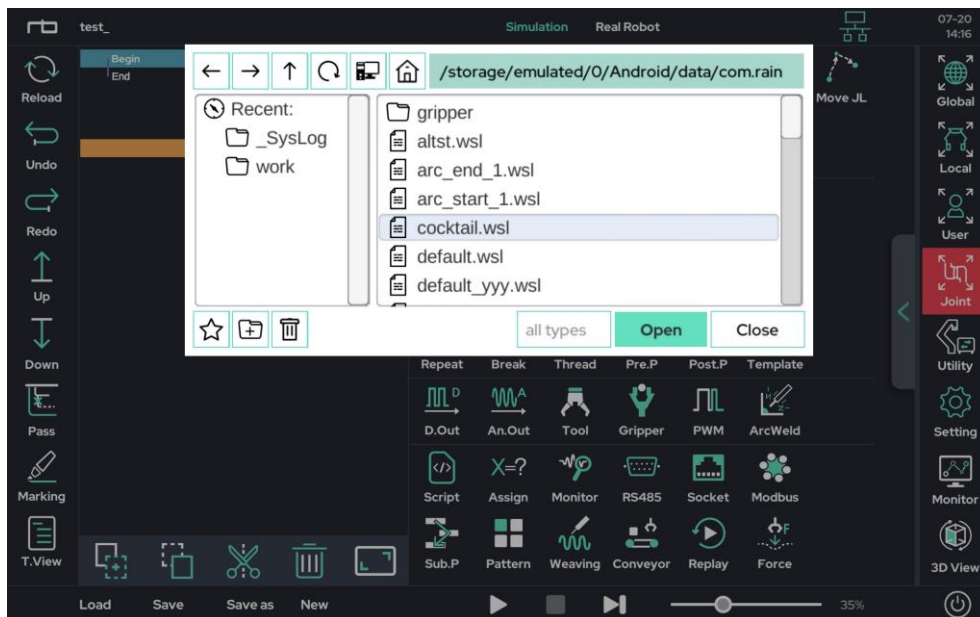 test_
Simulation Real Robot
07-20
14:16
Reload
Undo
Redo
Up
Down
Pass
Marking
T.View
Begin
End
/storage/emulated/0/Android/data/com.rain
Recent:
_SysLog
work
gripper
altst.wsl
arc_end_1.wsl
arc_start_1.wsl
cocktail.wsl
default.wsl
default_yyy.wsl
all types Open Close
Move JL
Repeat Break Thread Pre.P Post.P Template
D
A
D.Out An.Out Tool Gripper PWM ArcWeld
X=?
Script Assign Monitor RS485 Socket Modbus
F
Sub.P Pattern Weaving Conveyor Replay Force
Global
Local
User
Joint
Utility
Setting
Monitor
3D View
Load Save Save as New
35%